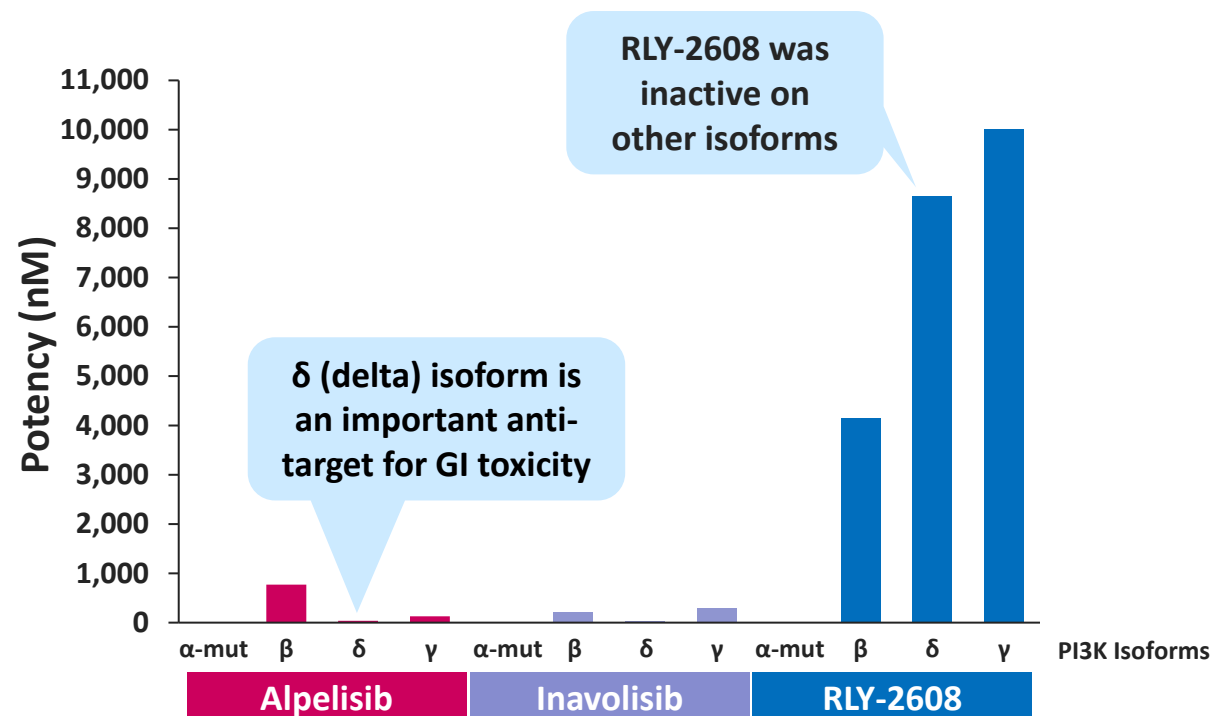 RLY-2608 was
inactive on
other isoforms
11,000
10,000
9,000
8,000
7,000
6,000
5,000
4,000
3,000
2,000
1,000
0
Potency (nM)
δ (delta) isoform is
an important anti-
target for GI toxicity
α-mut β δ γ α-mut β δ γ α-mut β δ γ PI3K Isoforms
Alpelisib Inavolisib RLY-2608